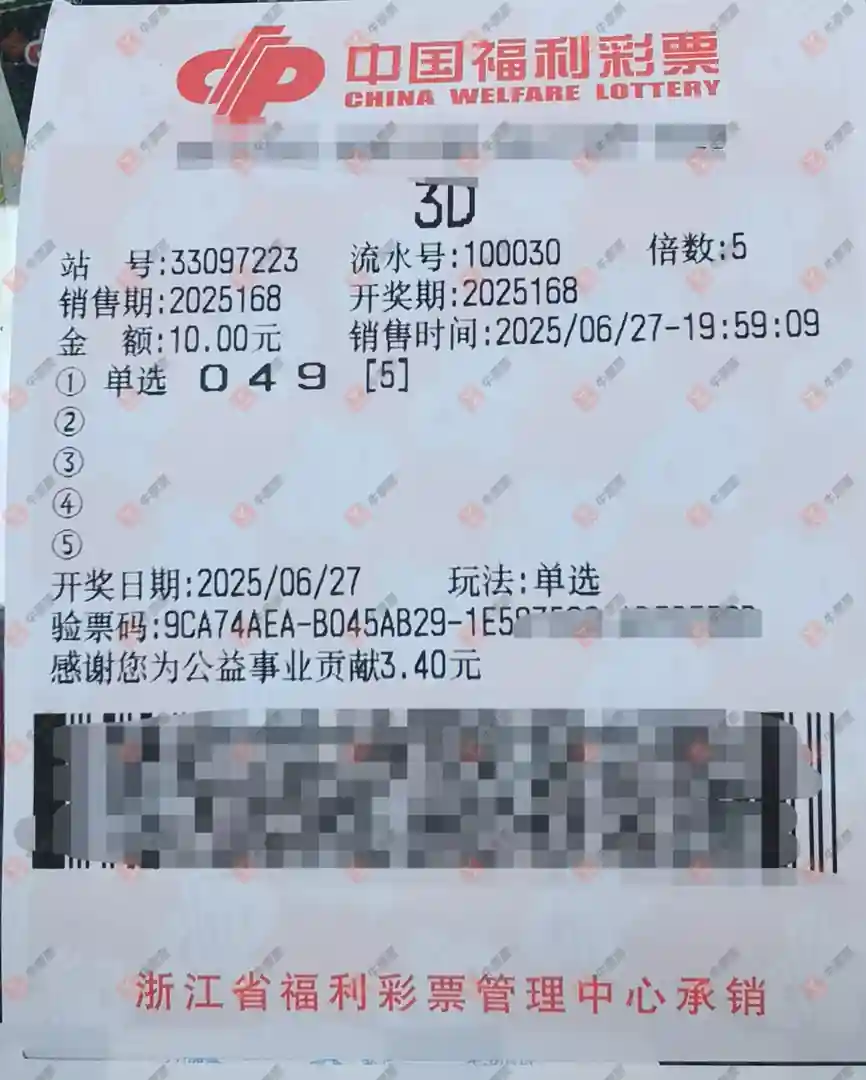 中国福利彩票
CHINA WELFARE LOTTERY
3D
站 号:33097223 流水号:100030 倍数:5
销售期:2025168 开奖期:2025168
金 额:10.00元 销售时间:2025/06/27-19:59:09
① 单选 0 4 9 [5]
②
③
④
⑤
开奖日期:2025/06/27 玩法:单选
验票码:9CA74AEA-B045AB29-1E5
感谢您为公益事业贡献3.40元
浙江省福利彩票管理中心承销